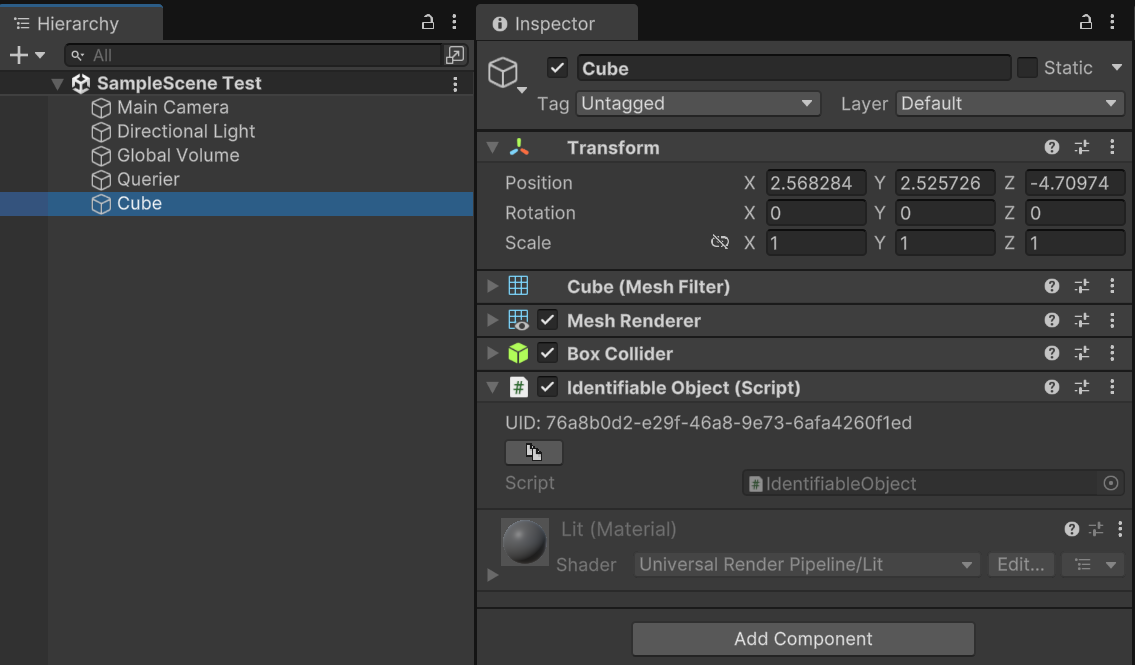 Hierarchy
All
SampleScene Test
Main Camera
Directional Light
Global Volume
Querier
Cube
Inspector
Cube
Static
Tag Untagged Layer Default
Transform
Position X 2.568284 Y 2.525726 Z -4.70974
Rotation X 0 Y 0 Z 0
Scale X 1 Y 1 Z 1
Cube (Mesh Filter)
Mesh Renderer
Box Collider
# Identifiable Object (Script)
UID: 76a8b0d2-e29f-46a8-9e73-6afa4260f1ed
Script # IdentifiableObject
Lit (Material)
Shader Universal Render Pipeline/Lit Edit...
Add Component